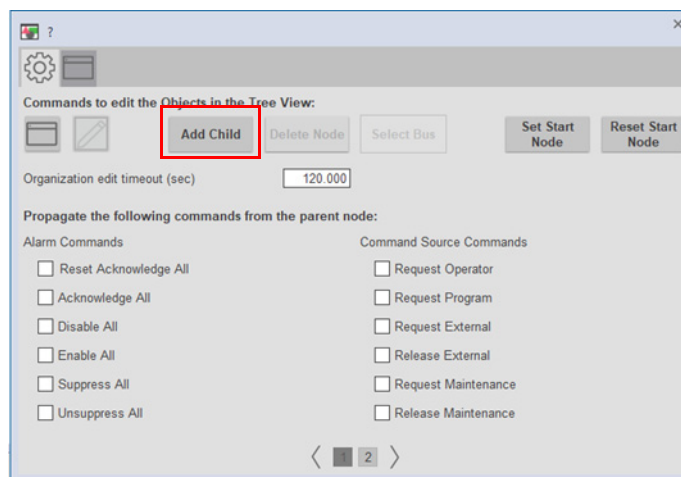 ?
Commands to edit the Objects in the Tree View:
Add Child
Delete Node
Select Bus
Set Start
Node
Reset Start
Node
Organization edit timeout (sec)
120.000
Propagate the following commands from the parent node:
Alarm Commands
Command Source Commands
Reset Acknowledge All
Request Operator
Acknowledge All
Request Program
Disable All
Request External
Enable All
Release External
Suppress All
Request Maintenance
Unsuppress All
Release Maintenance
1
2